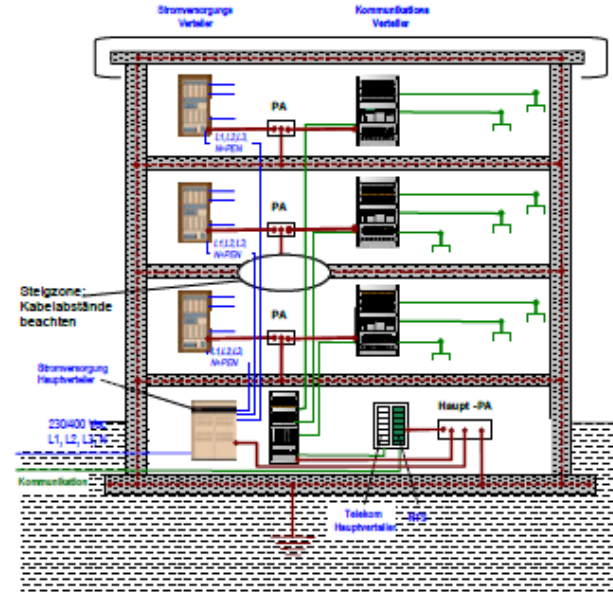 Stromversorgungs
Verteiler
Kommunikations
Verteiler
PA
L1,L2,L3,
N+PEN
PA
L1,L2,L3,
N+PEN
Steigzone;
Kabelabstände
beachten
PA
L1,L2,L3,
N+PEN
Stromversorgung
Hauptverteiler
230/400 Vac
L1, L2, L3, N
Haupt -PA
Kommunikation
Telekom
Hauptverteiler